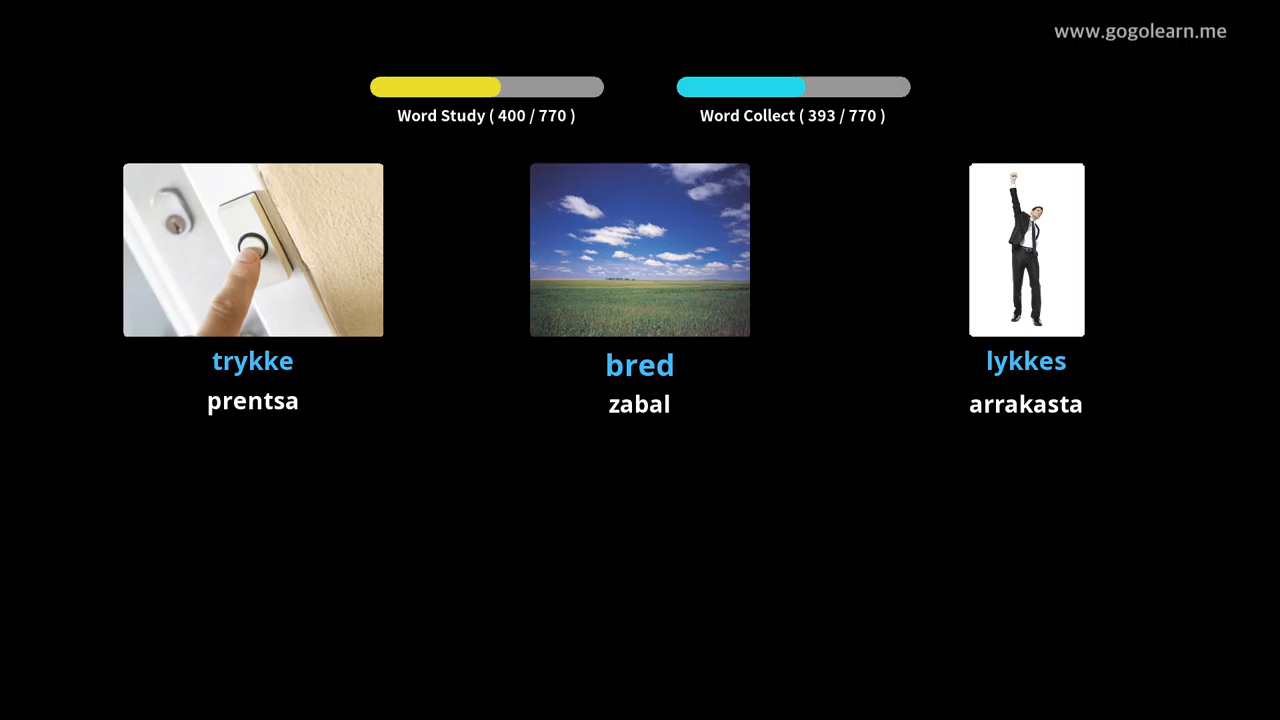 www.gogolearn.me
Word Study ( 400 / 770 )
Word Collect ( 393 / 770 )
trykke
prentsa
bred
zabal
lykkes
arrakasta